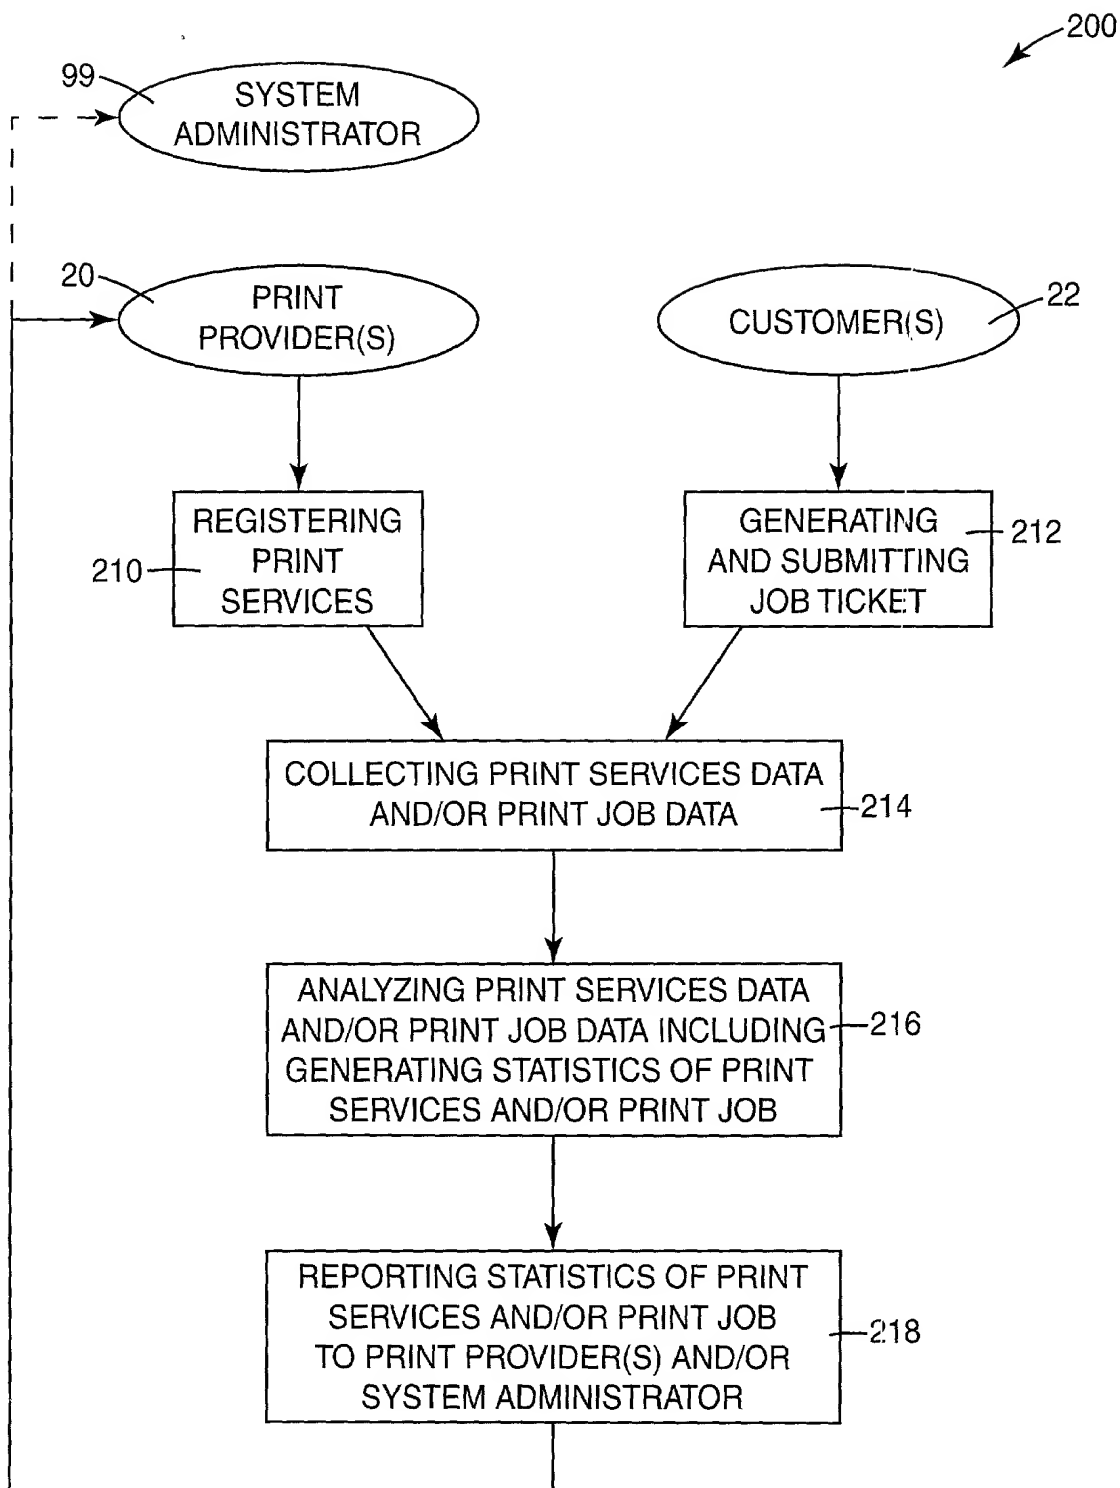 200
99
SYSTEM
ADMINISTRATOR
20
PRINT
PROVIDER(S)
CUSTOMER(S)
22
REGISTERING
PRINT
SERVICES
210
GENERATING
AND SUBMITTING
JOB TICKET
212
COLLECTING PRINT SERVICES DATA
AND/OR PRINT JOB DATA
214
ANALYZING PRINT SERVICES DATA
AND/OR PRINT JOB DATA INCLUDING
GENERATING STATISTICS OF PRINT
SERVICES AND/OR PRINT JOB
216
REPORTING STATISTICS OF PRINT
SERVICES AND/OR PRINT JOB
TO PRINT PROVIDER(S) AND/OR
SYSTEM ADMINISTRATOR
218